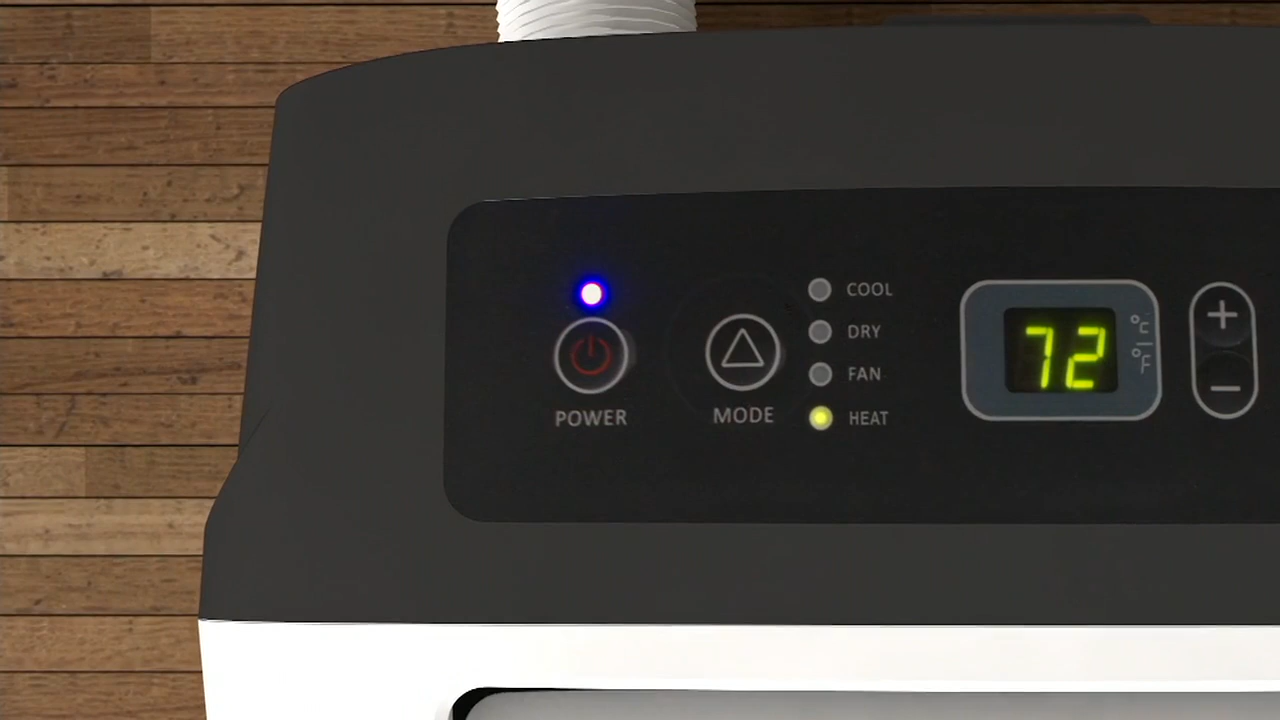 COOL
DRY
FAN
HEAT
POWER
MODE
72
°C
°F
+
−